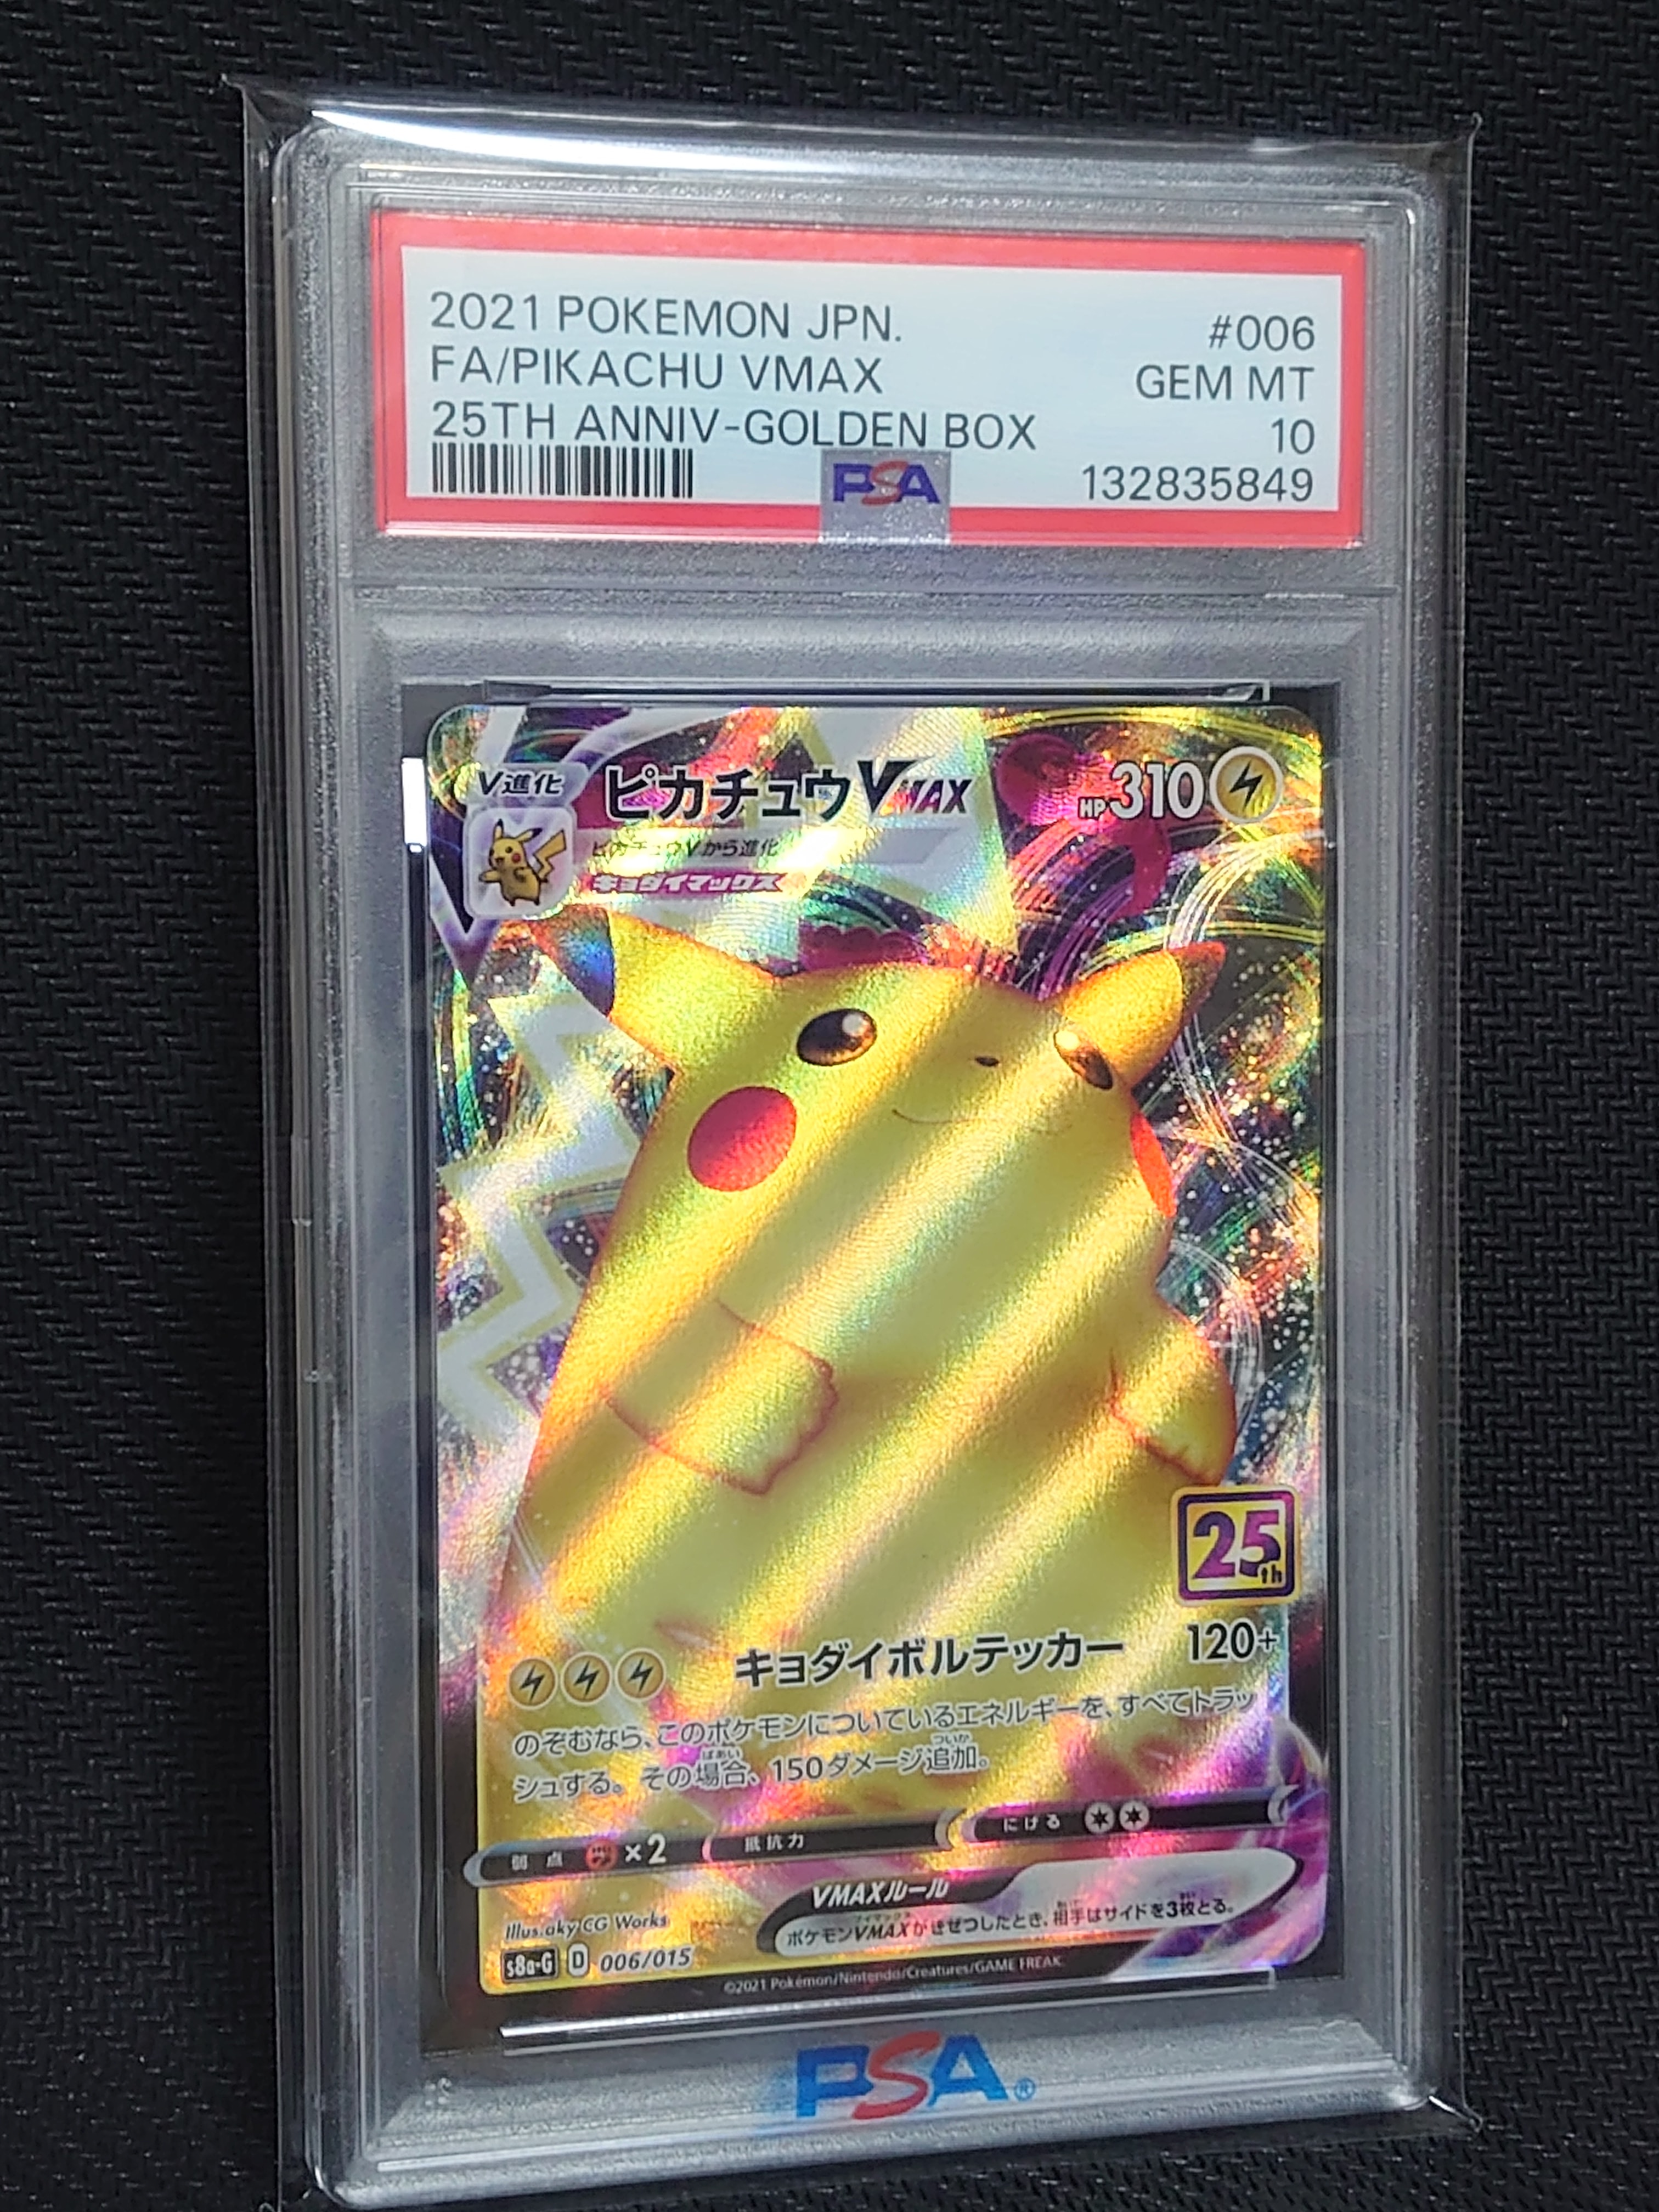 2021 POKEMON JPN. #006
FA/PIKACHU VMAX GEM MT
25TH ANNIV-GOLDEN BOX 10
PSA 132835849
V進化 ピカチュウVMAX HP310
ピカチュウVから進化
キョダイマックス
25th
キョダイボルテッカー 120+
のぞむなら、このポケモンについているエネルギーを、すべてトラッ
シュする。その場合、150ダメージ追加。
弱点 ×2 抵抗力 にげる
VMAXルール
ポケモンVMAXがきぜつしたとき、相手はサイドを3枚とる。
Illus. aky CG Works
s8a-G D 006/015
©2021 Pokémon/Nintendo/Creatures/GAME FREAK.
PSA®